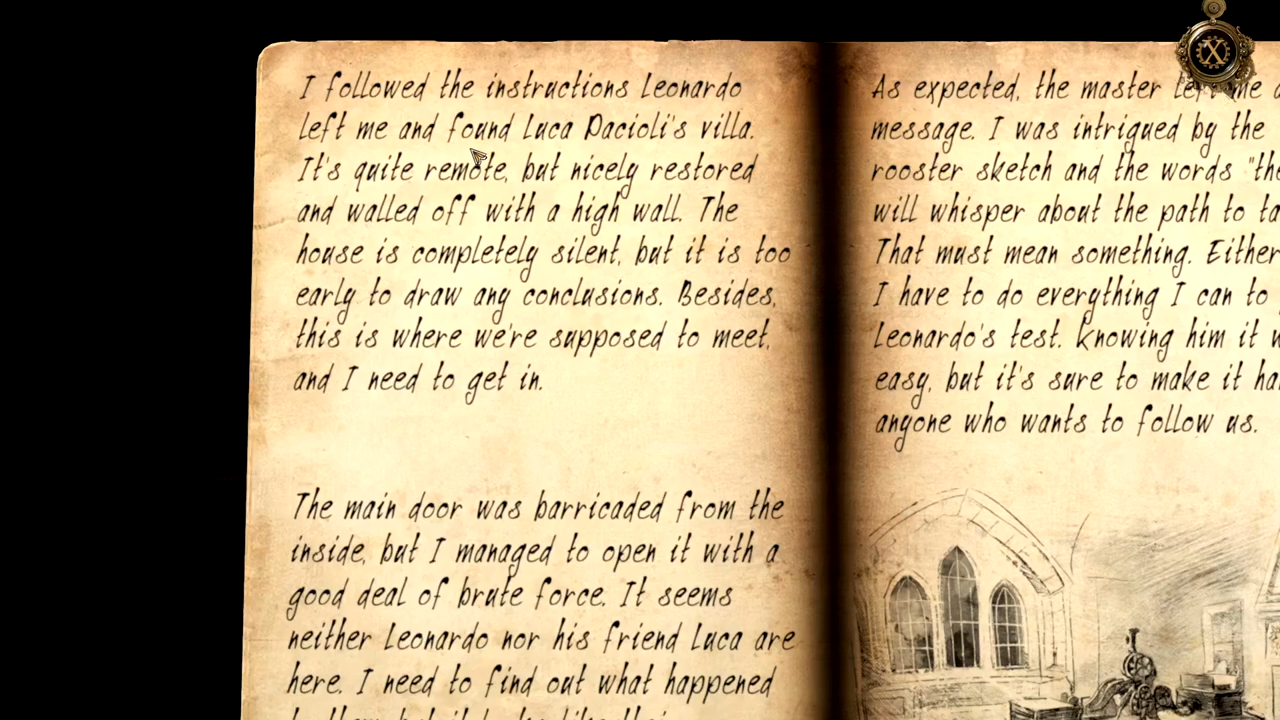 I followed the instructions Leonardo
left me and found Luca Pacioli's villa.
It's quite remote, but nicely restored
and walled off with a high wall. The
house is completely silent, but it is too
early to draw any conclusions. Besides,
this is where we're supposed to meet,
and I need to get in.
The main door was barricaded from the
inside, but I managed to open it with a
good deal of brute force. It seems
neither Leonardo nor his friend Luca are
here. I need to find out what happened
As expected, the master left me
message. I was intrigued by the
rooster sketch and the words "the
will whisper about the path to
That must mean something. Either
I have to do everything I can to
Leonardo's test. Knowing him it
easy, but it's sure to make it
anyone who wants to follow us.